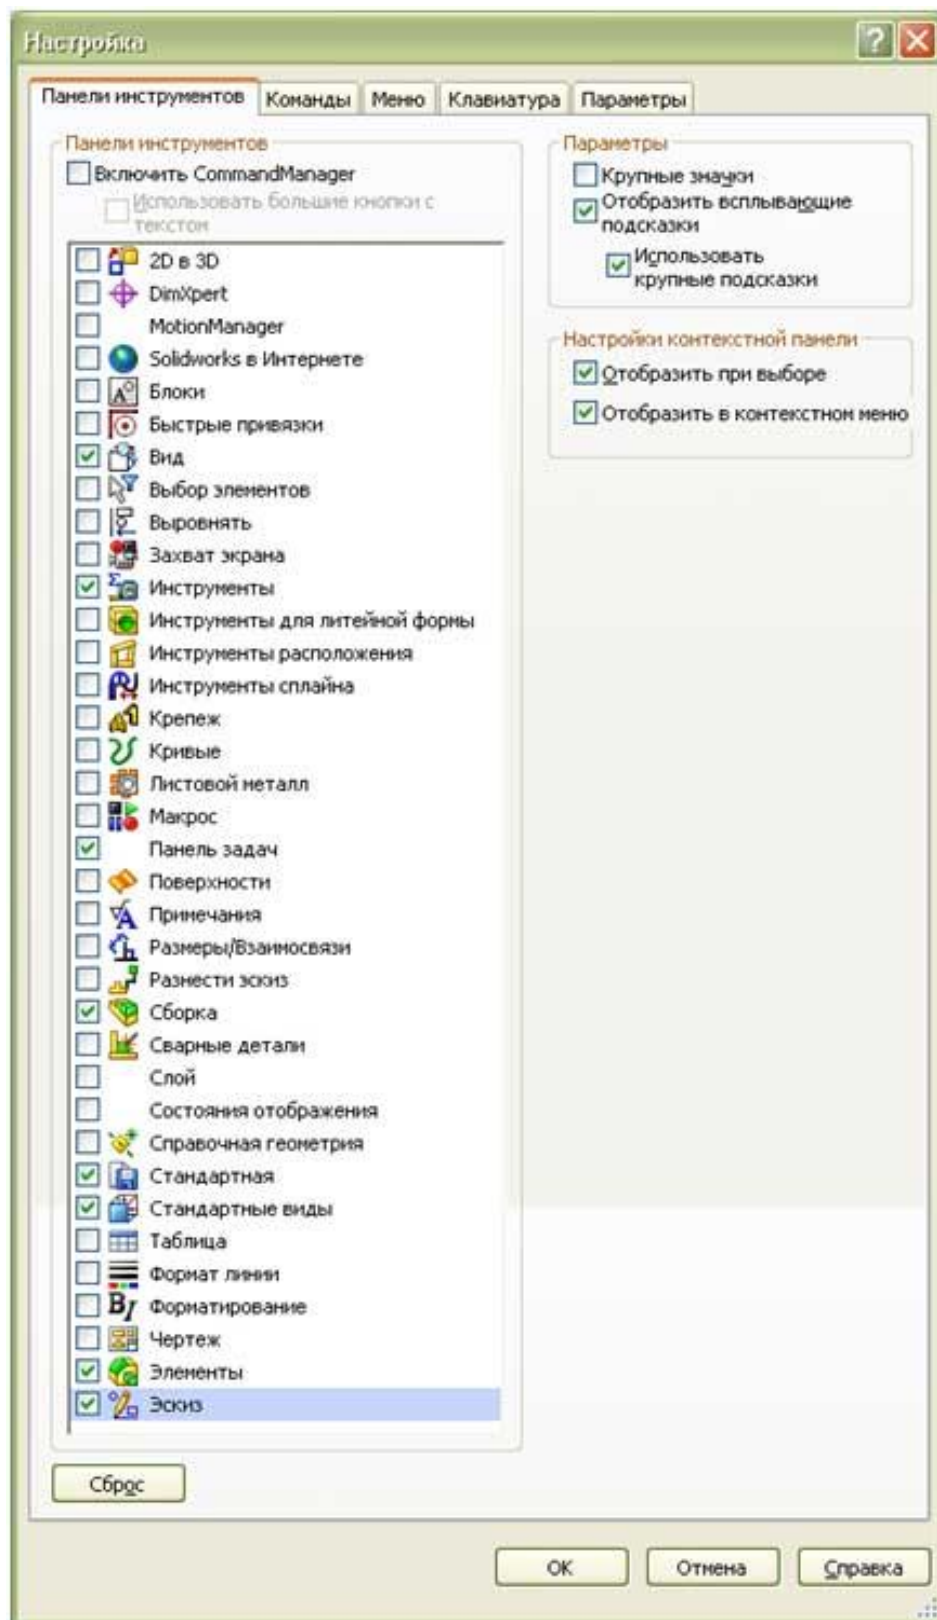 Настройка
Панели инструментов
Команды
Меню
Клавиатура
Параметры
Панели инструментов
Включить CommandManager
Использовать большие кнопки с
текстом
2D в 3D
DimXpert
MotionManager
Solidworks в Интернете
Блоки
Быстрые привязки
Вид
Выбор элементов
Выровнять
Захват экрана
Инструменты
Инструменты для литейной формы
Инструменты расположения
Инструменты сплайна
Крепеж
Кривые
Листовой металл
Макрос
Панель задач
Поверхности
Примечания
Размеры/Взаимосвязи
Разнести эскиз
Сборка
Сварные детали
Слой
Состояния отображения
Справочная геометрия
Стандартная
Стандартные виды
Таблица
Формат линии
Форматирование
Чертеж
Элементы
Эскиз
Параметры
Крупные значки
Отобразить всплывающие
подсказки
Использовать
крупные подсказки
Настройки контекстной панели
Отобразить при выборе
Отобразить в контекстном меню
Сброс
ОК
Отмена
Справка